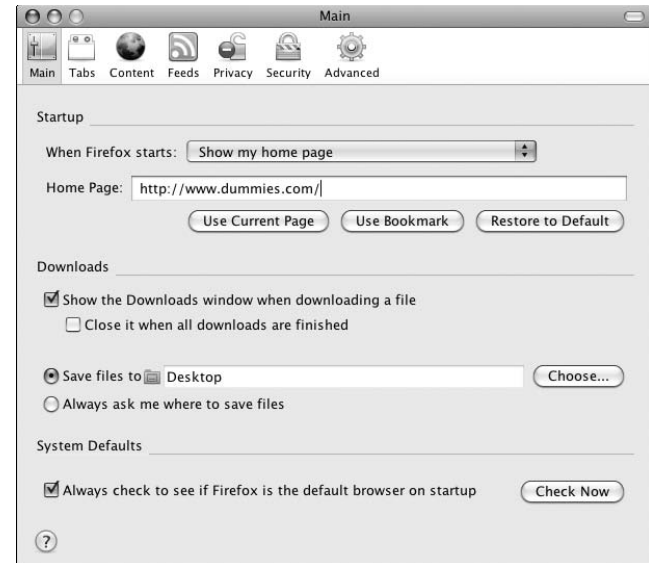 Main
Main Tabs Content Feeds Privacy Security Advanced
Startup
When Firefox starts: Show my home page
Home Page: http://www.dummies.com/
Use Current Page Use Bookmark Restore to Default
Downloads
Show the Downloads window when downloading a file
Close it when all downloads are finished
Save files to Desktop Choose...
Always ask me where to save files
System Defaults
Always check to see if Firefox is the default browser on startup Check Now
?